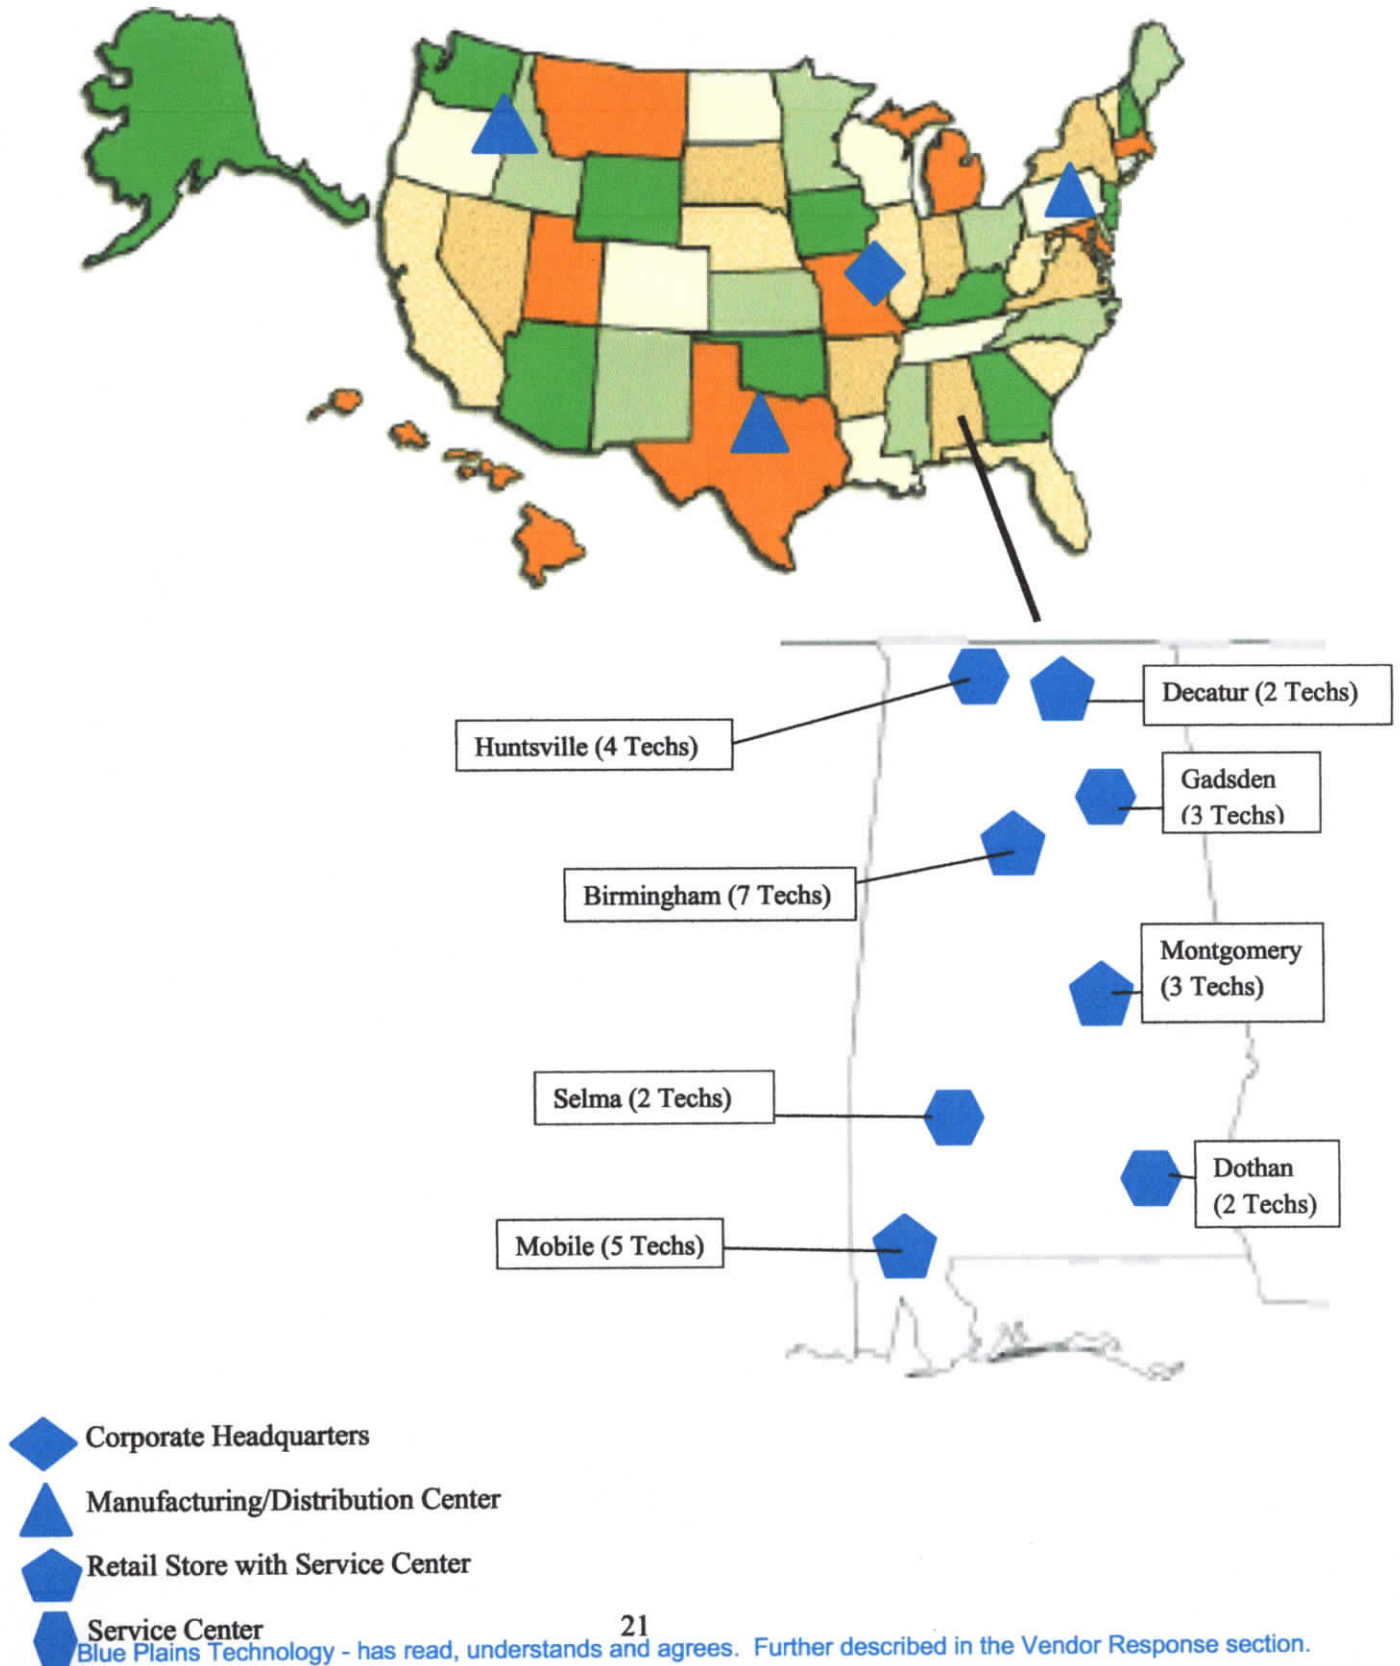 Decatur (2 Techs)
Huntsville (4 Techs)
Gadsden
(3 Techs)
Birmingham (7 Techs)
Montgomery
(3 Techs)
Selma (2 Techs)
Dothan
(2 Techs)
Mobile (5 Techs)
Corporate Headquarters
Manufacturing/Distribution Center
Retail Store with Service Center
Service Center
21
Blue Plains Technology - has read, understands and agrees. Further described in the Vendor Response section.